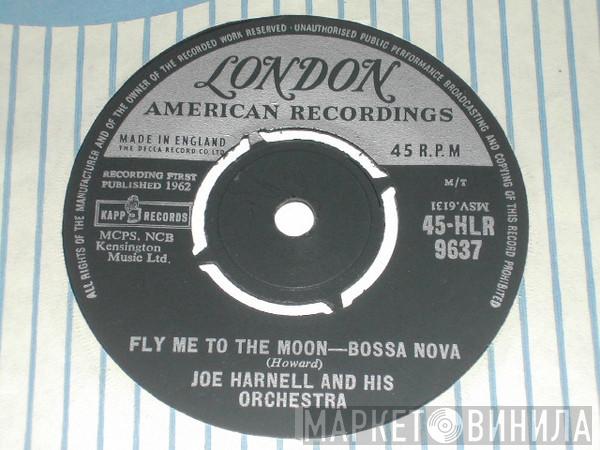 ALL RIGHTS OF THE MANUFACTURER AND OF THE OWNER OF THE RECORDED WORK RESERVED · UNAUTHORISED PUBLIC PERFORMANCE BROADCASTING AND COPYING OF THIS RECORD PROHIBITED
LONDON
AMERICAN RECORDINGS
MADE IN ENGLAND
THE DECCA RECORD CO LTD
45 R.P.M
RECORDING FIRST
PUBLISHED 1962
M/T
KAPP RECORDS
MSV.6131
MCPS, NCB
Kensington
Music Ltd.
45-HLR
9637
FLY ME TO THE MOON—BOSSA NOVA
(Howard)
JOE HARNELL AND HIS
ORCHESTRA
МАРКЕТ ВИНИЛА